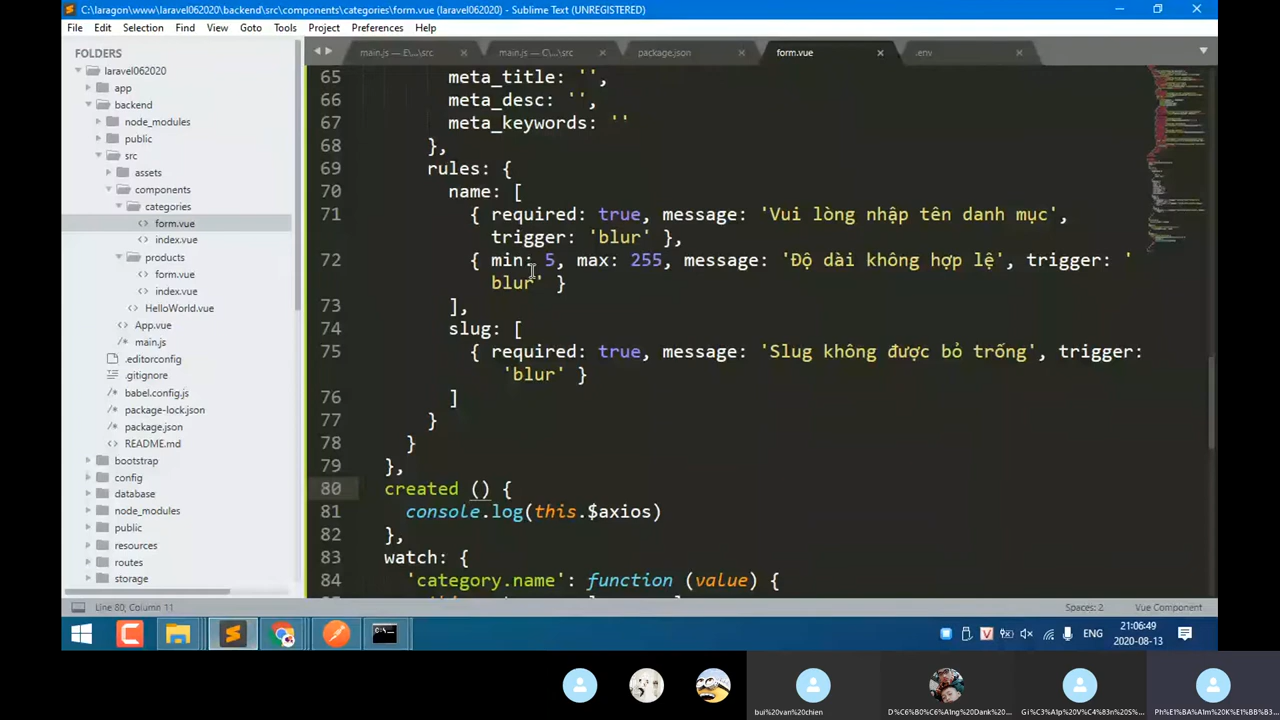 C:\laragon\www\laravel062020\backend\src\components\categories\form.vue (laravel062020) - Sublime Text (UNREGISTERED)
File Edit Selection Find View Goto Tools Project Preferences Help
FOLDERS
laravel062020
app
backend
node_modules
public
src
assets
components
categories
form.vue
index.vue
products
form.vue
index.vue
HelloWorld.vue
App.vue
main.js
.editorconfig
.gitignore
babel.config.js
package-lock.json
package.json
README.md
bootstrap
config
database
node_modules
public
resources
routes
storage
main.js — E\...\src
main.js — C\...\src
package.json
form.vue
.env
65 meta_title: '',
66 meta_desc: '',
67 meta_keywords: ''
68 },
69 rules: {
70 name: [
71 { required: true, message: 'Vui lòng nhập tên danh mục',
trigger: 'blur' },
72 { min: 5, max: 255, message: 'Độ dài không hợp lệ', trigger: '
blur' }
73 ],
74 slug: [
75 { required: true, message: 'Slug không được bỏ trống', trigger:
'blur' }
76 ]
77 }
78 }
79 },
80 created () {
81 console.log(this.$axios)
82 },
83 watch: {
84 'category.name': function (value) {
Line 80, Column 11
Spaces: 2
Vue Component
ENG
21:06:49
2020-08-13
bui%20van%20chien
D%C6%B0%C6%A1ng%20Dank%20...
Gi%C3%A1p%20V%C4%83n%20S...
Ph%E1%BA%A1m%20K%E1%BB%B3...